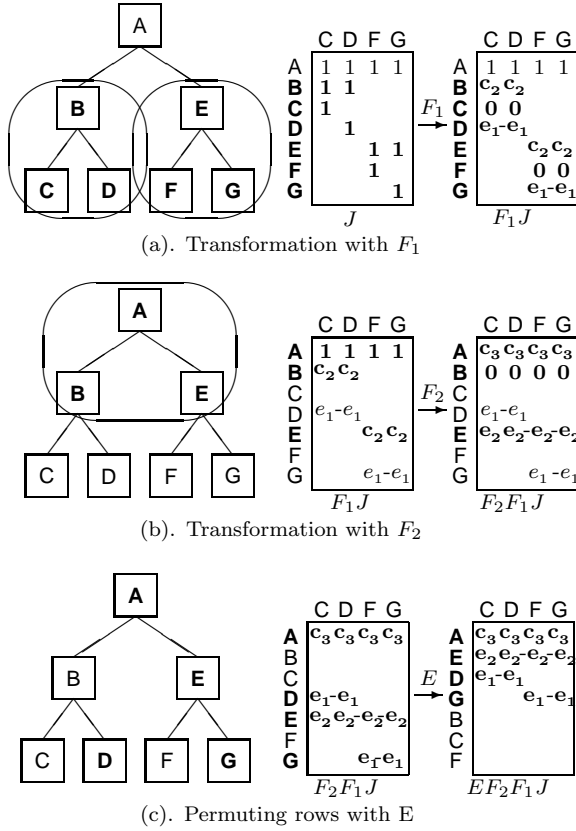 A
B E
C D F G
C D F G
A 1 1 1 1
B 1 1
C 1
D 1
E 1 1
F 1
G 1
J
F₁
C D F G
A 1 1 1 1
B c₂ c₂
C 0 0
D e₁ -e₁
E c₂ c₂
F 0 0
G e₁ -e₁
F₁J
(a). Transformation with F₁
A
B E
C D F G
C D F G
A 1 1 1 1
B c₂ c₂
C
D e₁ -e₁
E c₂ c₂
F
G e₁ -e₁
F₁J
F₂
C D F G
A c₃ c₃ c₃ c₃
B 0 0 0 0
C
D e₁ -e₁
E e₂ e₂ -e₂ -e₂
F
G e₁ -e₁
F₂F₁J
(b). Transformation with F₂
A
B E
C D F G
C D F G
A c₃ c₃ c₃ c₃
B
C
D e₁ -e₁
E e₂ e₂ -e₂ -e₂
F
G e₁ -e₁
F₂F₁J
E
C D F G
A c₃ c₃ c₃ c₃
E e₂ e₂ -e₂ -e₂
D e₁ -e₁
G e₁ -e₁
B
C
F
EF₂F₁J
(c). Permuting rows with E